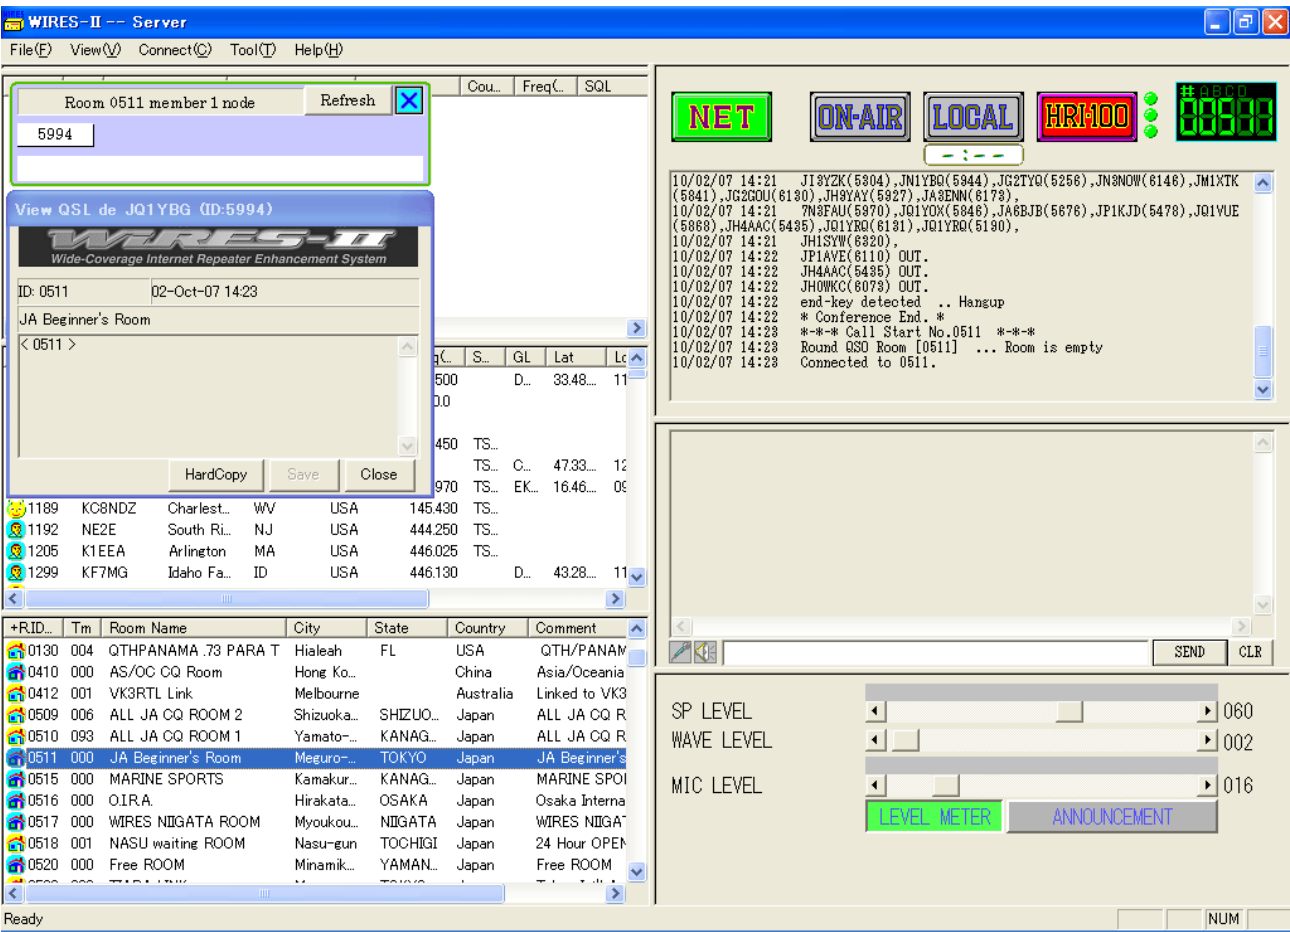 WIRES-II -- Server
File(F) View(V) Connect(C) Tool(T) Help(H)
Cou... Freq(... SQL
Room 0511 member 1 node Refresh
5994
View QSL de JQ1YBG (ID:5994)
WIRES-II
Wide-Coverage Internet Repeater Enhancement System
ID: 0511 02-Oct-07 14:23
JA Beginner's Room
< 0511 >
HardCopy Save Close
S... GL Lat
500 D... 33.48... 11
0.0
450 TS...
TS... C... 47.33... 12
970 TS... EK... 16.46... 09
1189 KC8NDZ Charlest... WV USA 145.430 TS...
1192 NE2E South Ri... NJ USA 444.250 TS...
1205 K1EEA Arlington MA USA 446.025 TS...
1299 KF7MG Idaho Fa... ID USA 446.130 D... 43.28... 11
+R.ID... Tm Room Name City State Country Comment
0130 004 QTHPANAMA .73 PARA T Hialeah FL USA QTH/PANAM
0410 000 AS/OC CQ Room Hong Ko... China Asia/Oceania
0412 001 VK3RTL Link Melbourne Australia Linked to VK3
0509 006 ALL JA CQ ROOM 2 Shizuoka... SHIZUO... Japan ALL JA CQ R
0510 093 ALL JA CQ ROOM 1 Yamato-... KANAG... Japan ALL JA CQ R
0511 000 JA Beginner's Room Meguro-... TOKYO Japan JA Beginner's
0515 000 MARINE SPORTS Kamakur... KANAG... Japan MARINE SPO
0516 000 O.I.R.A. Hirakata... OSAKA Japan Osaka Interna
0517 000 WIRES NIIGATA ROOM Myoukou... NIIGATA Japan WIRES NIIGA
0518 001 NASU waiting ROOM Nasu-gun TOCHIGI Japan 24 Hour OPEN
0520 000 Free ROOM Minamik... YAMAN... Japan Free ROOM
Ready NUM
NET ON-AIR LOCAL HRI-100 #ABCD 0051
-:--
10/02/07 14:21 JI3YZK(5304),JN1YBQ(5944),JG2TYQ(5256),JN3NOW(6146),JM1XTK
(5841),JG2GOU(6130),JH9YAY(5927),JA3ENN(6173),
10/02/07 14:21 7N3FAU(5970),JQ1YOX(5846),JA6BJB(5676),JP1KJD(5478),JQ1VUE
(5868),JH4AAC(5435),JQ1YRQ(6131),JQ1YRQ(5190),
10/02/07 14:21 JH1SYW(6320),
10/02/07 14:22 JP1AVE(6110) OUT.
10/02/07 14:22 JH4AAC(5435) OUT.
10/02/07 14:22 JH0WKC(6073) OUT.
10/02/07 14:22 end-key detected .. Hangup
10/02/07 14:22 * Conference End. *
10/02/07 14:23 *-*-* Call Start No.0511 *-*-*
10/02/07 14:23 Round QSO Room [0511] ... Room is empty
10/02/07 14:23 Connected to 0511.
SEND CLR
SP LEVEL 060
WAVE LEVEL 002
MIC LEVEL 016
LEVEL METER ANNOUNCEMENT